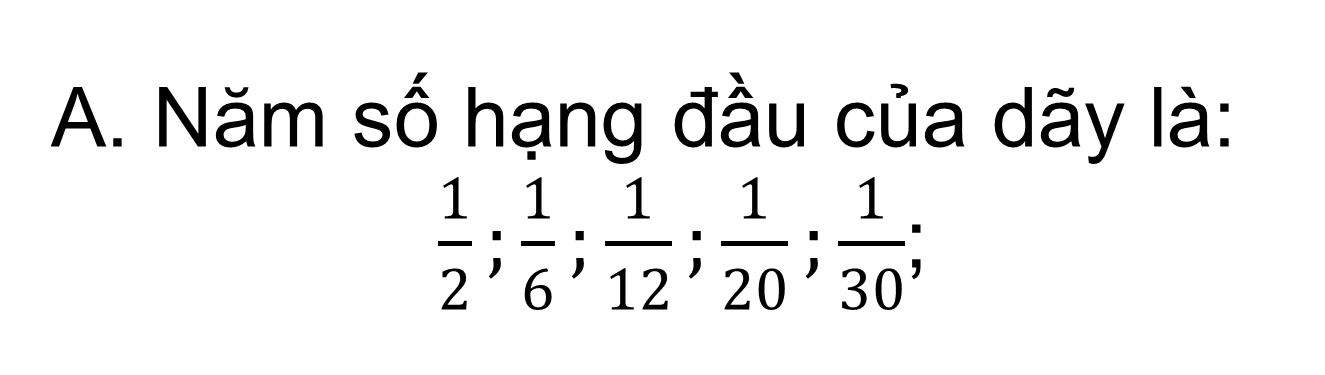 A. Năm số hạng đầu của dãy là:
1/2 ; 1/6 ; 1/12 ; 1/20 ; 1/30;